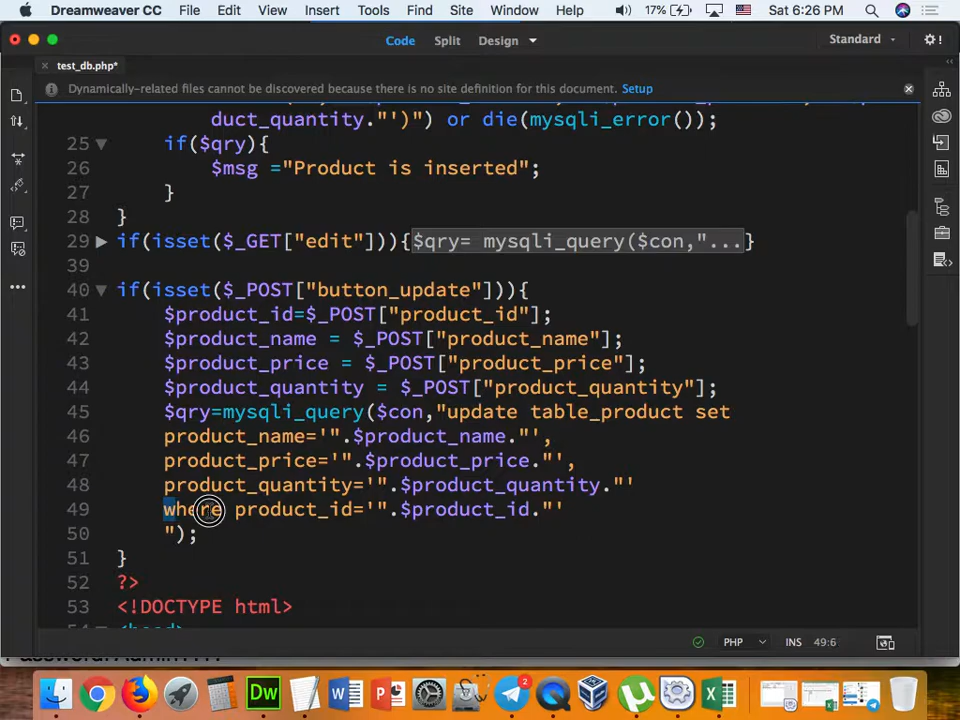 Dreamweaver CC File Edit View Insert Tools Find Site Window Help 17% Sat 6:26 PM
Code Split Design Standard
test_db.php*
Dynamically-related files cannot be discovered because there is no site definition for this document. Setup
duct_quantity."')") or die(mysqli_error());
25 if($qry){
26 $msg ="Product is inserted";
27 }
28 }
29 if(isset($_GET["edit"])){$qry= mysqli_query($con,"...}
39
40 if(isset($_POST["button_update"])){
41 $product_id=$_POST["product_id"];
42 $product_name = $_POST["product_name"];
43 $product_price = $_POST["product_price"];
44 $product_quantity = $_POST["product_quantity"];
45 $qry=mysqli_query($con,"update table_product set
46 product_name='".$product_name."',
47 product_price='".$product_price."',
48 product_quantity='".$product_quantity."'
49 where product_id='".$product_id."'
50 ");
51 }
52 ?>
53 <!DOCTYPE html>
<head>
PHP INS 49:6
Dw
2